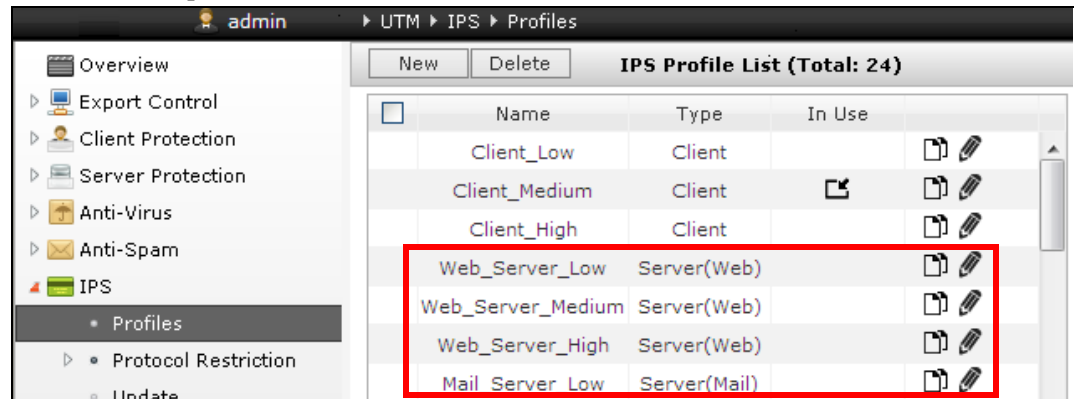 admin
UTM IPS Profiles
Overview
Export Control
Client Protection
Server Protection
Anti-Virus
Anti-Spam
IPS
Profiles
Protocol Restriction
Update
New Delete IPS Profile List (Total: 24)
Name Type In Use
Client_Low Client
Client_Medium Client
Client_High Client
Web_Server_Low Server(Web)
Web_Server_Medium Server(Web)
Web_Server_High Server(Web)
Mail_Server_Low Server(Mail)